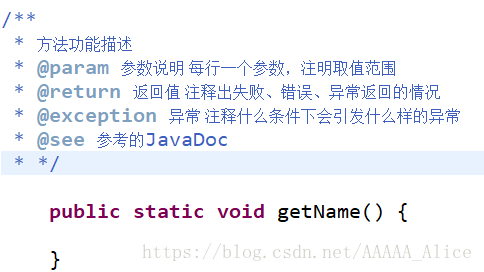 /**
 * 方法功能描述
 * @param 参数说明 每行一个参数，注明取值范围
 * @return 返回值 注释出失败、错误、异常返回的情况
 * @exception 异常 注释什么条件下会引发什么样的异常
 * @see 参考的JavaDoc
 * */
public static void getName() {
}
https://blog.csdn.net/AAAAA_Alice